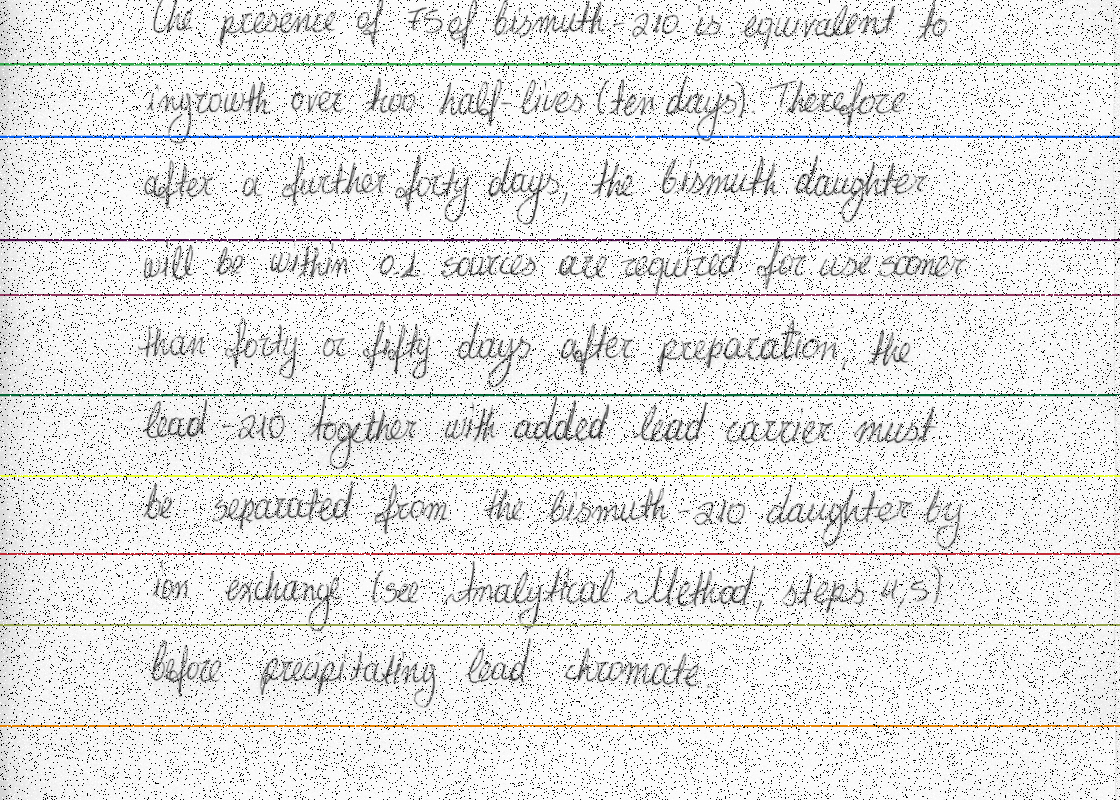 the presence of 75 of bismuth-210 is equivalent to
ingrowth over two half-lives (ten days). Therefore
after a further forty days, the bismuth daughter
will be within 0.1 sources are required for use sooner
than forty or fifty days after preparation, the
lead-210 together with added lead carrier must
be separated from the bismuth-210 daughter by
ion exchange (see Analytical Method, steps 4,5)
before precipitating lead chromate